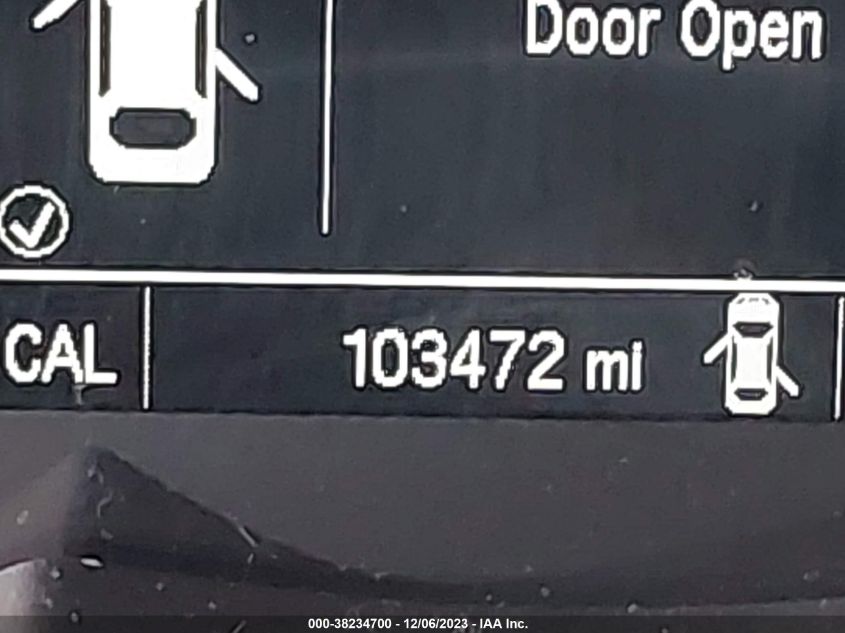 Door Open
CAL
103472 mi
000-38234700 - 12/06/2023 - IAA Inc.